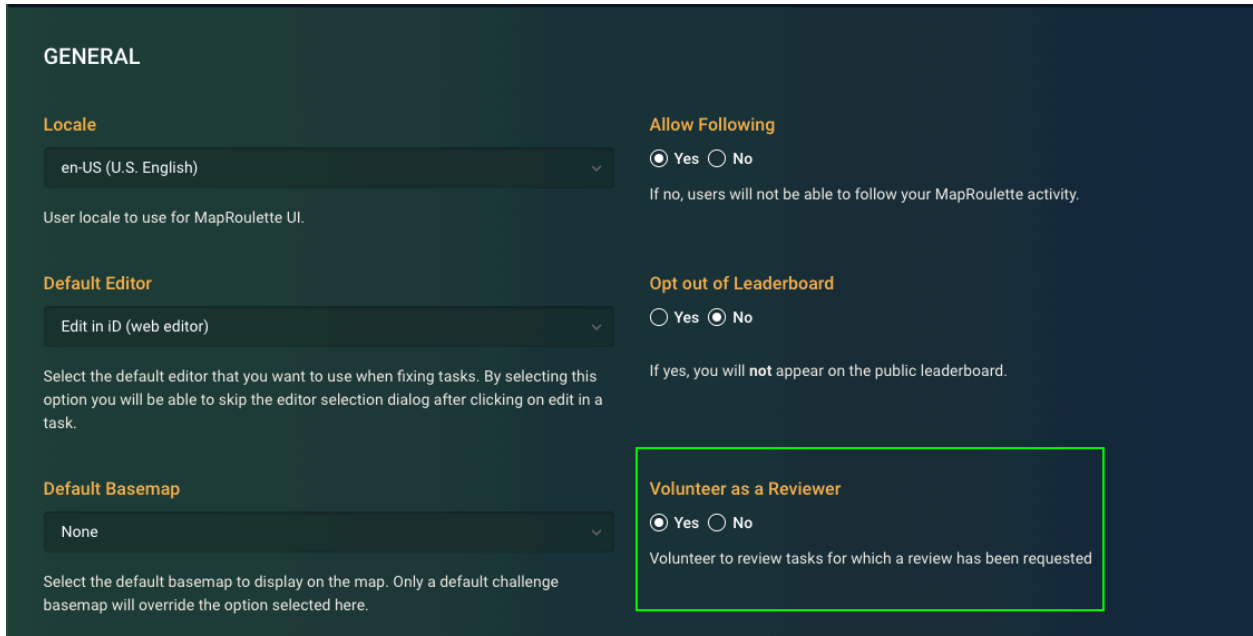 GENERAL
Locale
en-US (U.S. English)
User locale to use for MapRoulette UI.
Default Editor
Edit in iD (web editor)
Select the default editor that you want to use when fixing tasks. By selecting this
option you will be able to skip the editor selection dialog after clicking on edit in a
task.
Default Basemap
None
Select the default basemap to display on the map. Only a default challenge
basemap will override the option selected here.
Allow Following
Yes No
If no, users will not be able to follow your MapRoulette activity.
Opt out of Leaderboard
Yes No
If yes, you will not appear on the public leaderboard.
Volunteer as a Reviewer
Yes No
Volunteer to review tasks for which a review has been requested